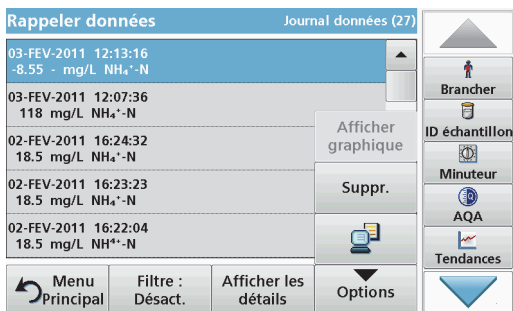 Rappeler données
Journal données (27)
03-FEV-2011 12:13:16
-8.55 - mg/L NH₄⁺-N
03-FEV-2011 12:07:36
118 mg/L NH₄⁺-N
02-FEV-2011 16:24:32
18.5 mg/L NH₄⁺-N
02-FEV-2011 16:23:23
18.5 mg/L NH₄⁺-N
02-FEV-2011 16:22:04
18.5 mg/L NH⁴⁺-N
Afficher
graphique
Suppr.
Menu
Principal
Filtre :
Désact.
Afficher les
détails
Options
Brancher
ID échantillon
Minuteur
AQA
Tendances